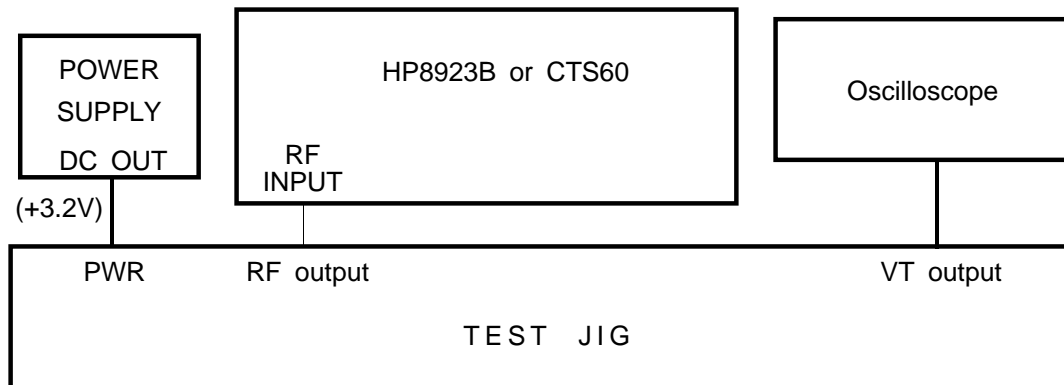 POWER
SUPPLY
DC OUT
(+3.2V)
HP8923B or CTS60
RF
INPUT
Oscilloscope
PWR
RF output
VT output
TEST JIG